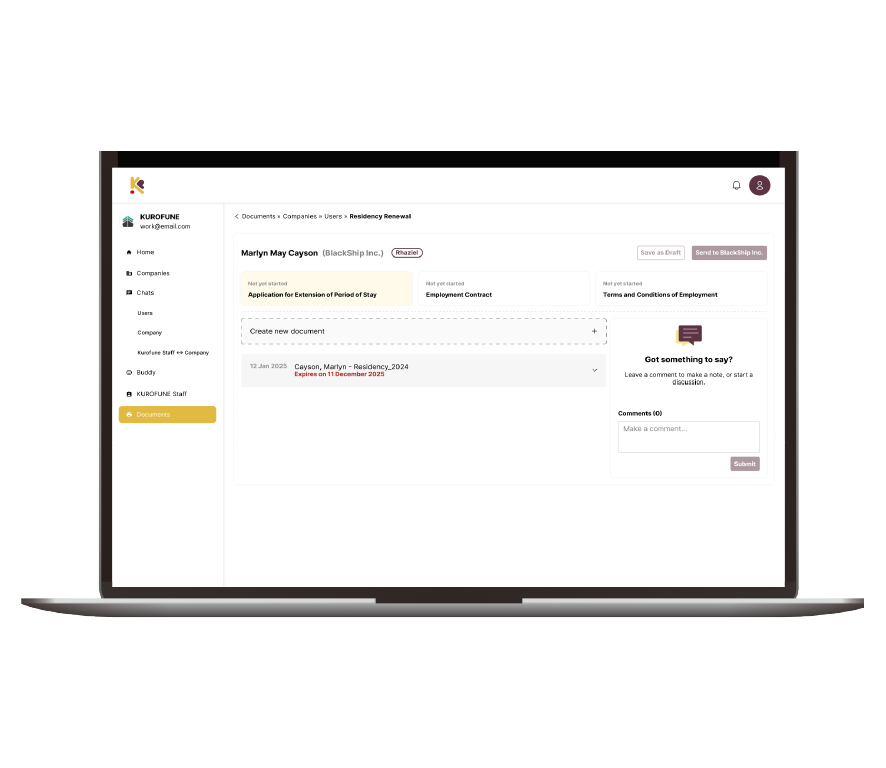 KUROFUNE
work@email.com
Home
Companies
Chats
Users
Company
Kurofune Staff ↔ Company
Buddy
KUROFUNE Staff
Documents
< Documents » Companies » Users » Residency Renewal
Marlyn May Cayson (BlackShip Inc.) Rhaziel
Save as Draft Send to BlackShip Inc.
Not yet started
Application for Extension of Period of Stay
Not yet started
Employment Contract
Not yet started
Terms and Conditions of Employment
Create new document +
12 Jan 2025 Cayson, Marlyn - Residency_2024
Expires on 11 December 2025
Got something to say?
Leave a comment to make a note, or start a
discussion.
Comments (0)
Make a comment...
Submit